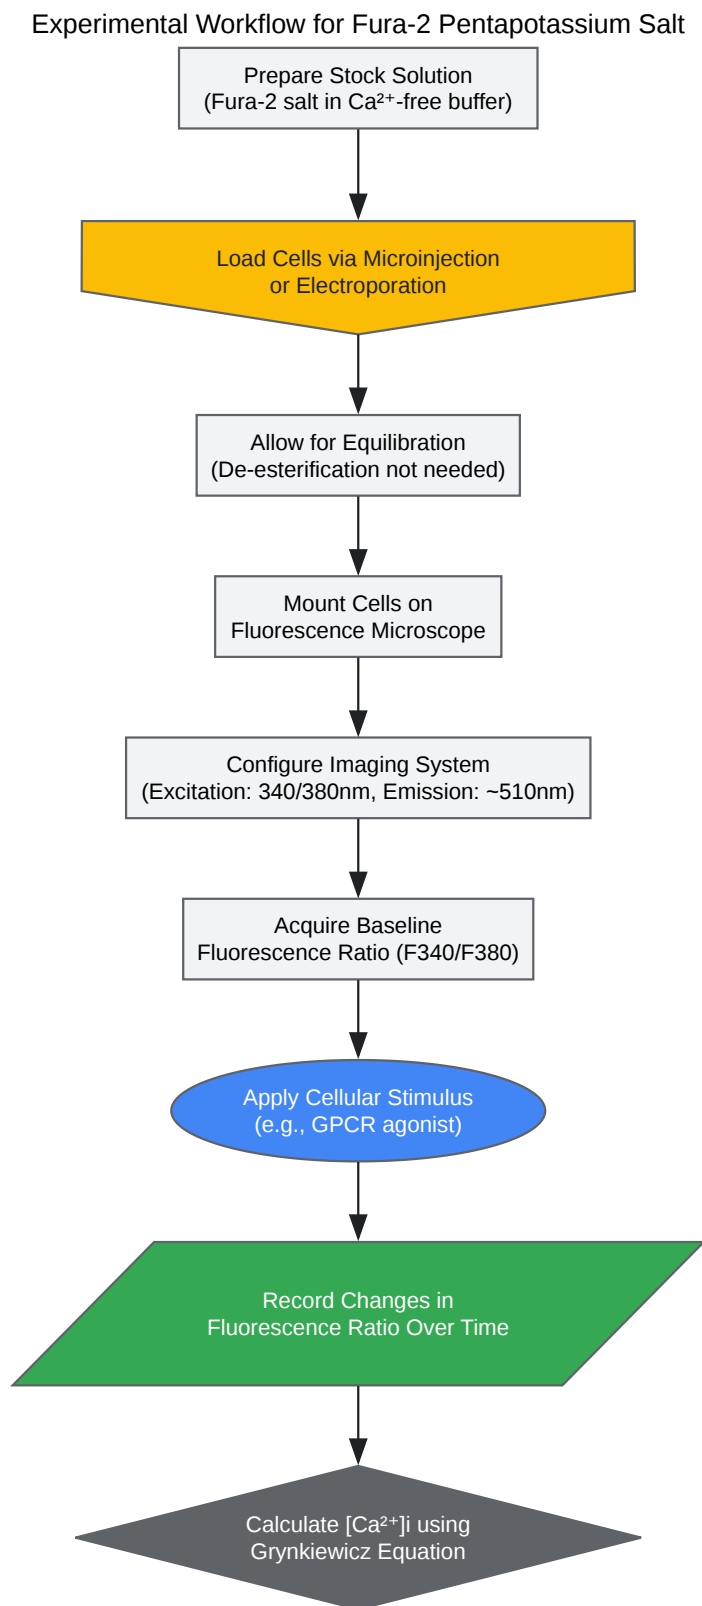 Experimental Workflow for Fura-2 Pentapotassium Salt
Prepare Stock Solution
(Fura-2 salt in Ca²⁺-free buffer)
Load Cells via Microinjection
or Electroporation
Allow for Equilibration
(De-esterification not needed)
Mount Cells on
Fluorescence Microscope
Configure Imaging System
(Excitation: 340/380nm, Emission: ~510nm)
Acquire Baseline
Fluorescence Ratio (F340/F380)
Apply Cellular Stimulus
(e.g., GPCR agonist)
Record Changes in
Fluorescence Ratio Over Time
Calculate [Ca²⁺]i using
Grynkiewicz Equation